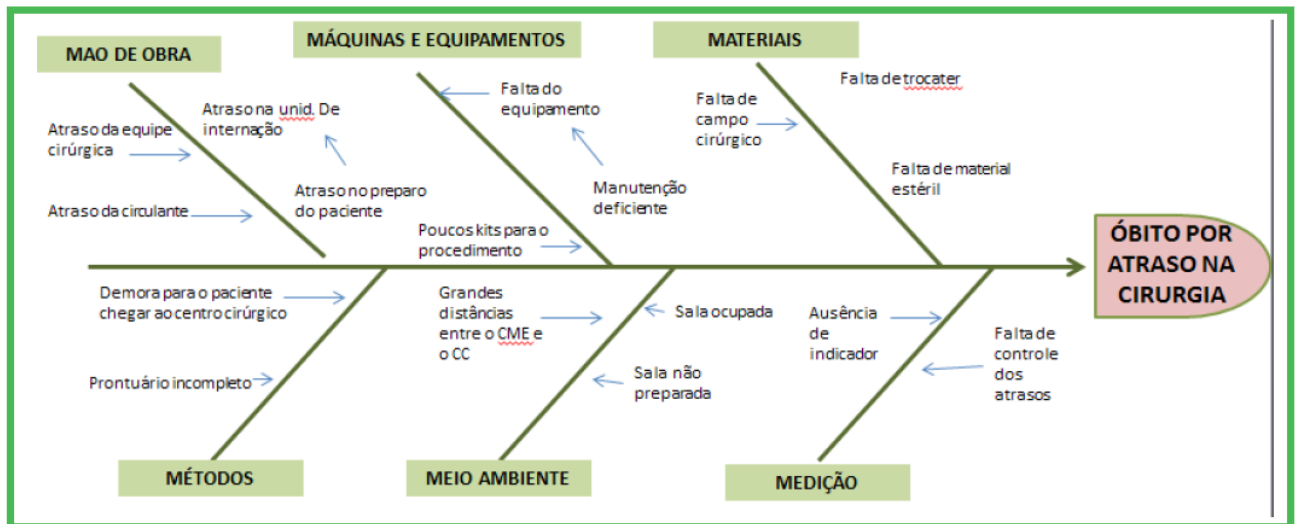 MAO DE OBRA
MÁQUINAS E EQUIPAMENTOS
MATERIAIS
Atraso da equipe
cirúrgica
Atraso na unid. De
internação
Atraso da circulante
Atraso no preparo
do paciente
Falta do
equipamento
Manutenção
deficiente
Poucos kits para o
procedimento
Falta de
campo
cirúrgico
Falta de trocater
Falta de material
estéril
ÓBITO POR
ATRASO NA
CIRURGIA
Demora para o paciente
chegar ao centro cirúrgico
Prontuário incompleto
Grandes
distâncias
entre o CME e
o CC
Sala ocupada
Sala não
preparada
Ausência
de
indicador
Falta de
controle
dos
atrasos
MÉTODOS
MEIO AMBIENTE
MEDIÇÃO